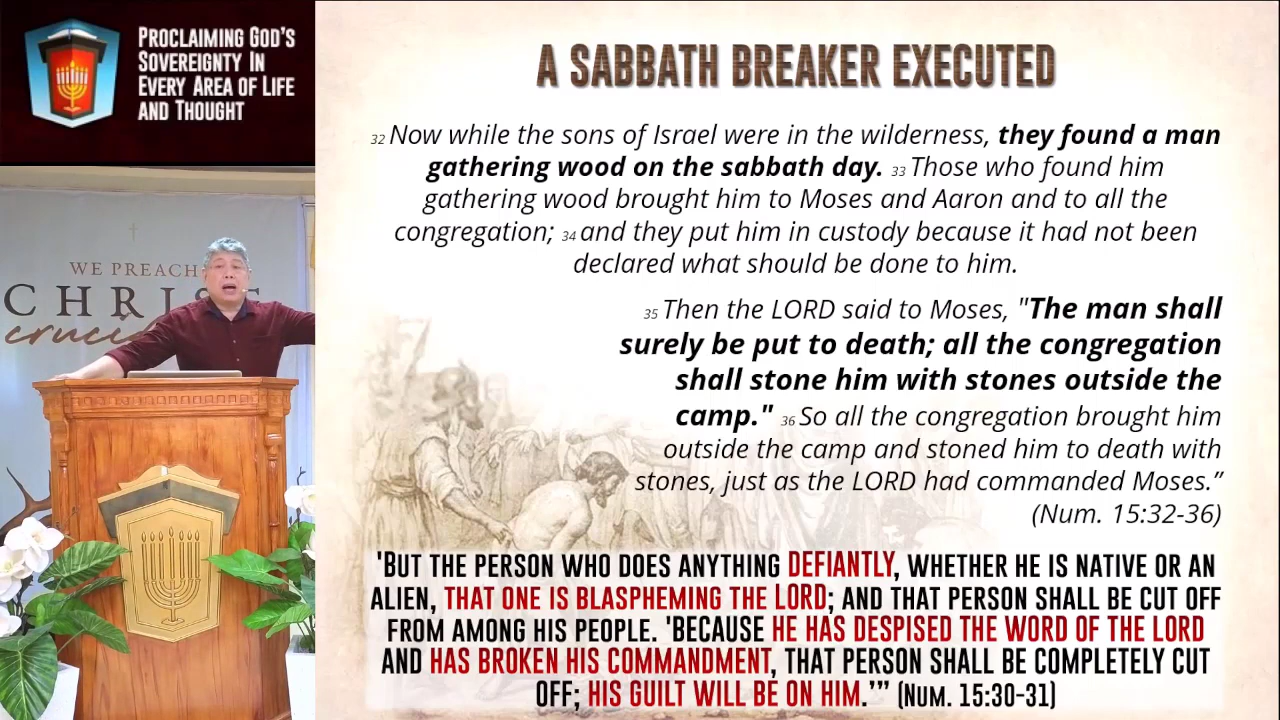 PROCLAIMING GOD'S
SOVEREIGNTY IN
EVERY AREA OF LIFE
AND THOUGHT
WE PREACH
CHRIST
cruci
A SABBATH BREAKER EXECUTED
32 Now while the sons of Israel were in the wilderness, they found a man
gathering wood on the sabbath day. 33 Those who found him
gathering wood brought him to Moses and Aaron and to all the
congregation; 34 and they put him in custody because it had not been
declared what should be done to him.
35 Then the LORD said to Moses, "The man shall
surely be put to death; all the congregation
shall stone him with stones outside the
camp." 36 So all the congregation brought him
outside the camp and stoned him to death with
stones, just as the LORD had commanded Moses.”
(Num. 15:32-36)
'BUT THE PERSON WHO DOES ANYTHING DEFIANTLY, WHETHER HE IS NATIVE OR AN
ALIEN, THAT ONE IS BLASPHEMING THE LORD; AND THAT PERSON SHALL BE CUT OFF
FROM AMONG HIS PEOPLE. 'BECAUSE HE HAS DESPISED THE WORD OF THE LORD
AND HAS BROKEN HIS COMMANDMENT, THAT PERSON SHALL BE COMPLETELY CUT
OFF; HIS GUILT WILL BE ON HIM.’” (NUM. 15:30-31)